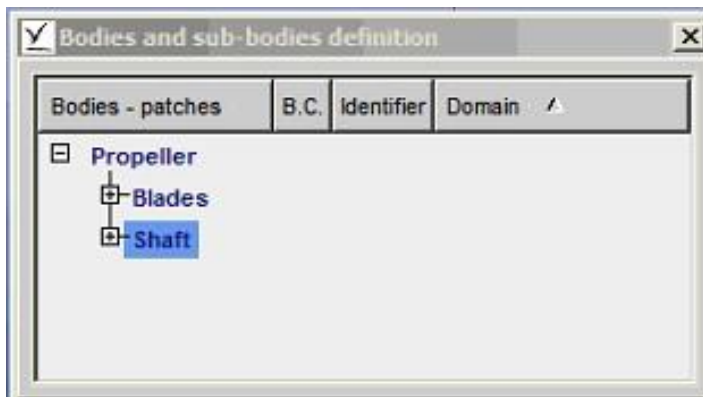 Bodies and sub-bodies definition
Bodies - patches B.C. Identifier Domain
Propeller
Blades
Shaft